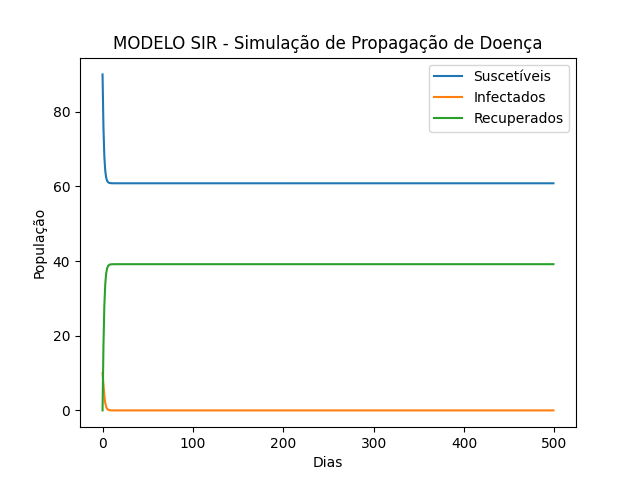 MODELO SIR - Simulação de Propagação de Doença
Suscetíveis
Infectados
Recuperados
População
80
60
40
20
0
0 100 200 300 400 500
Dias